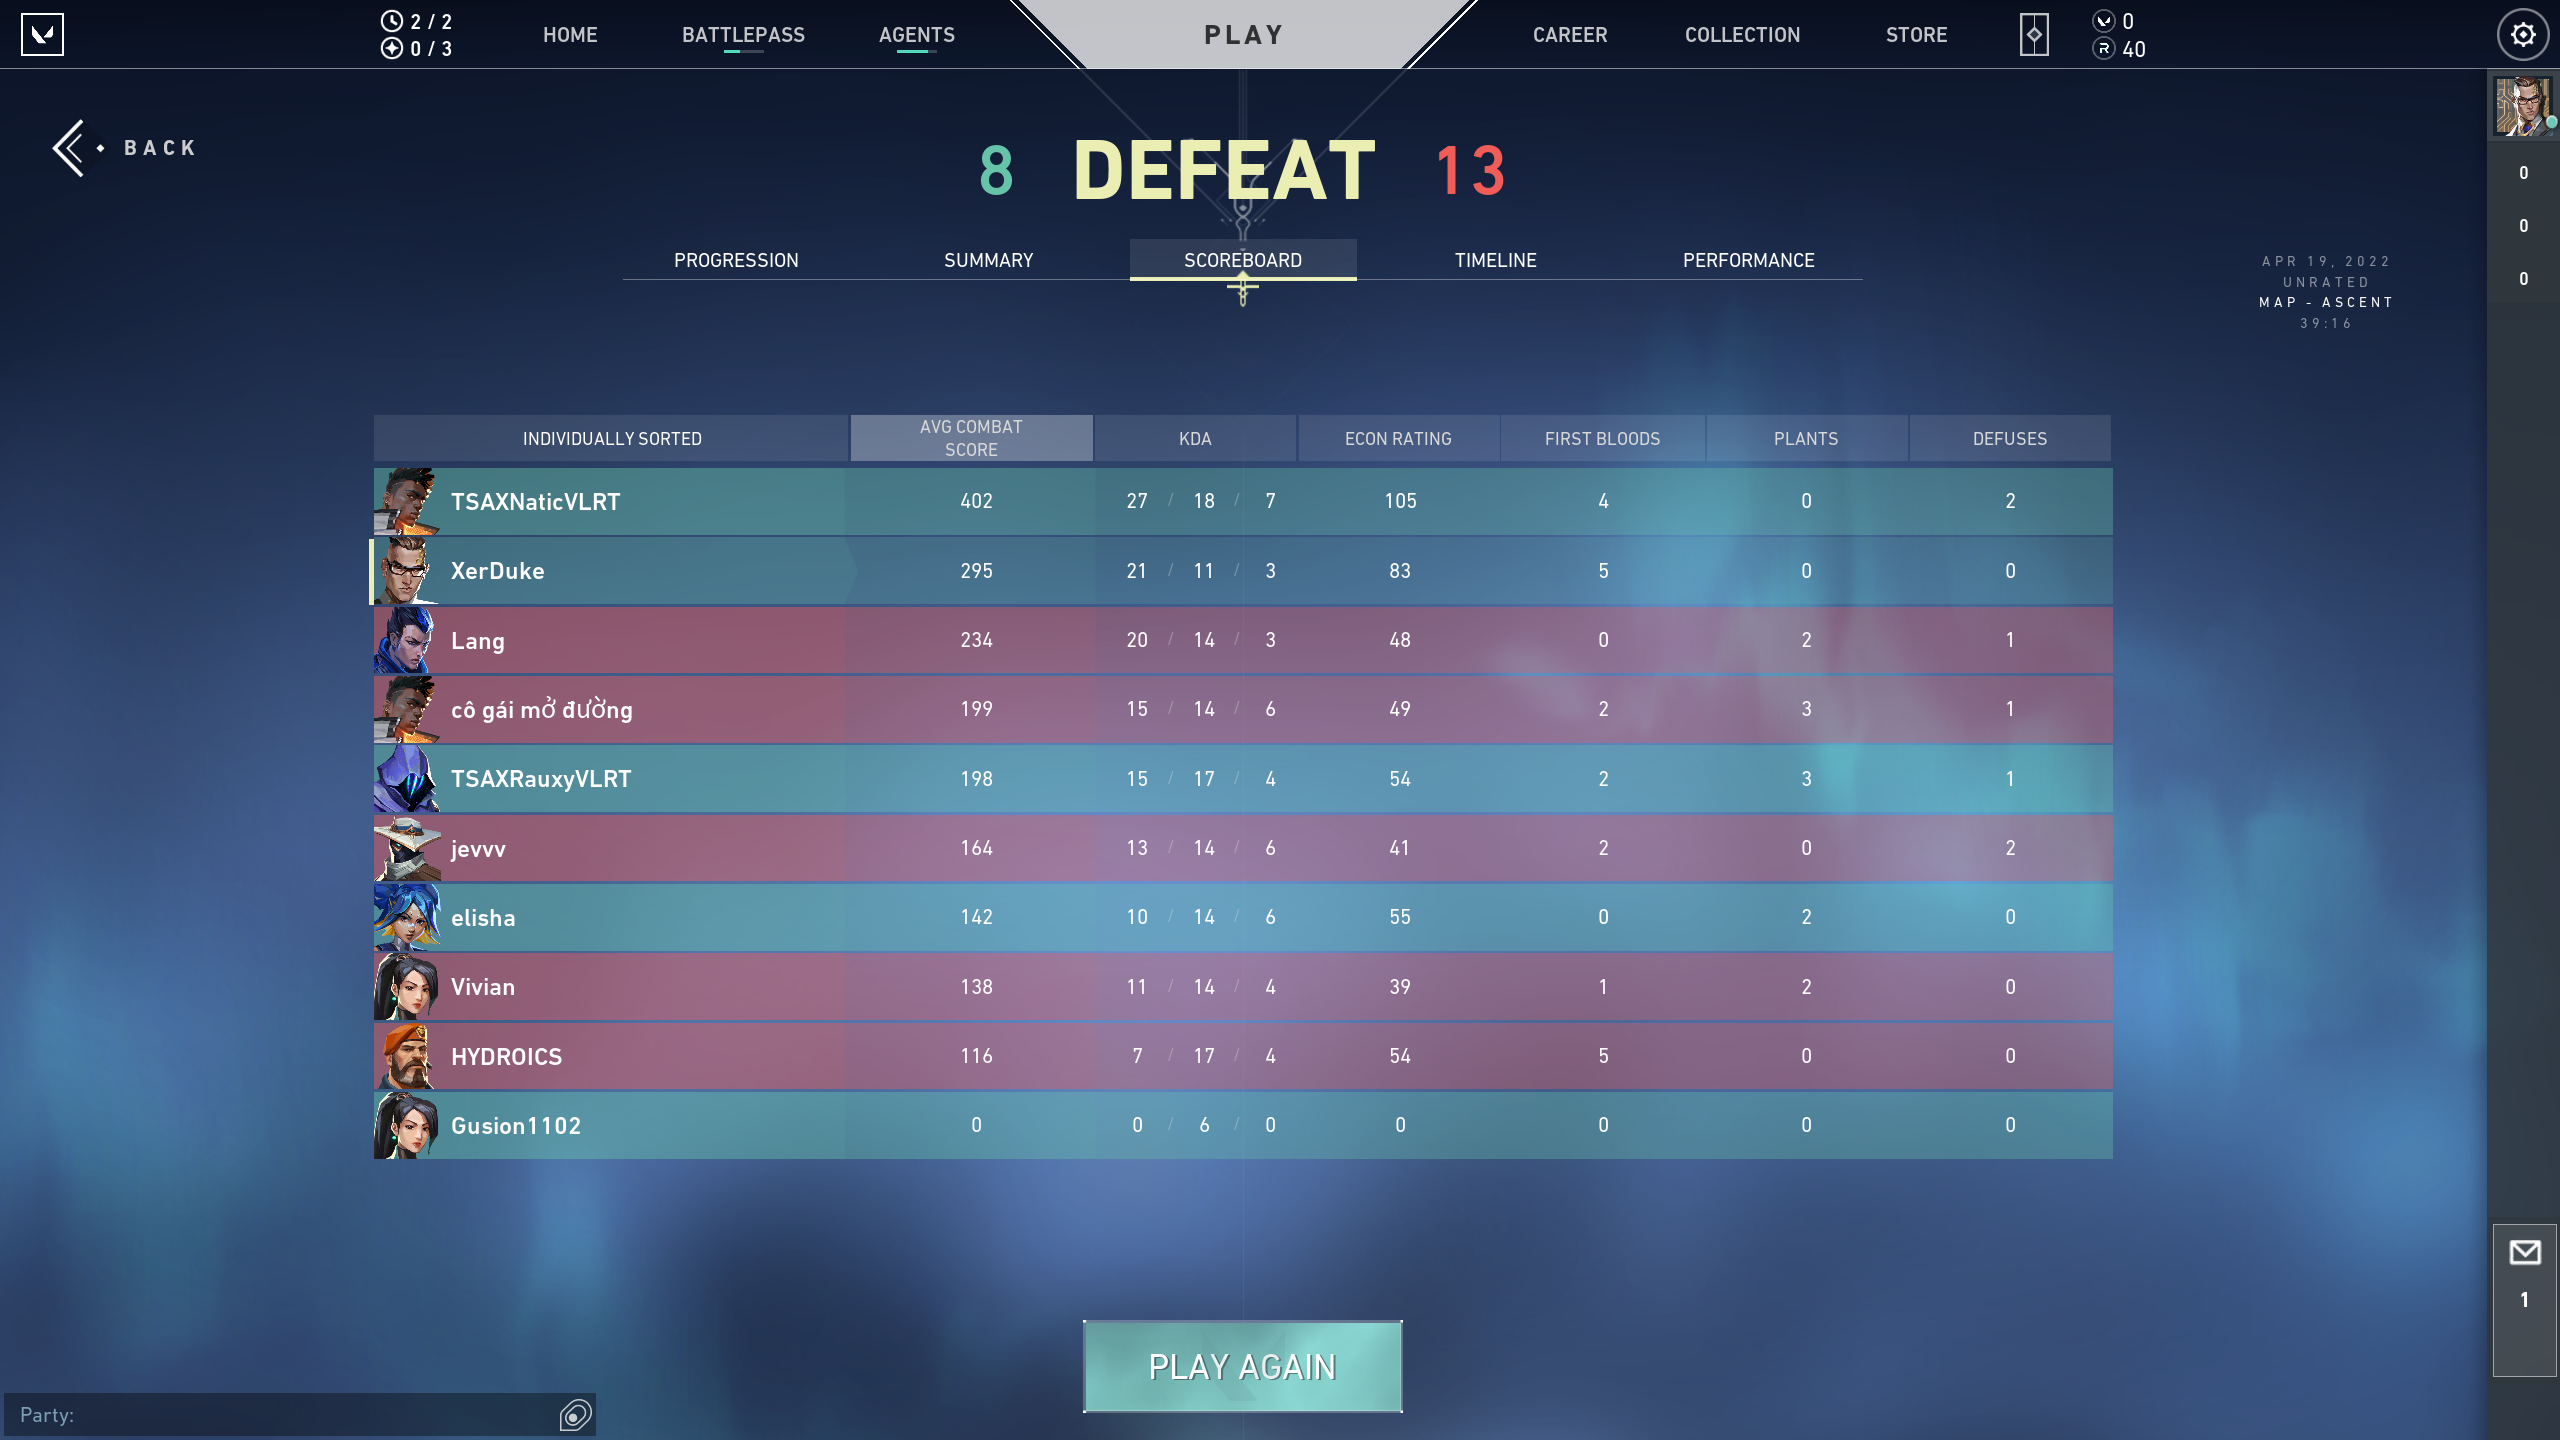 2 / 2
0 / 3
HOME
BATTLEPASS
AGENTS
PLAY
CAREER
COLLECTION
STORE
0
R 40
BACK
8 DEFEAT 13
PROGRESSION SUMMARY SCOREBOARD TIMELINE PERFORMANCE
0
0
0
APR 19, 2022
UNRATED
MAP - ASCENT
39:16
INDIVIDUALLY SORTED AVG COMBAT SCORE KDA ECON RATING FIRST BLOODS PLANTS DEFUSES
TSAXNaticVLRT 402 27 / 18 / 7 105 4 0 2
XerDuke 295 21 / 11 / 3 83 5 0 0
Lang 234 20 / 14 / 3 48 0 2 1
cô gái mở đường 199 15 / 14 / 6 49 2 3 1
TSAXRauxyVLRT 198 15 / 17 / 4 54 2 3 1
jevvv 164 13 / 14 / 6 41 2 0 2
elisha 142 10 / 14 / 6 55 0 2 0
Vivian 138 11 / 14 / 4 39 1 2 0
HYDROICS 116 7 / 17 / 4 54 5 0 0
Gusion1102 0 0 / 6 / 0 0 0 0 0
1
PLAY AGAIN
Party: